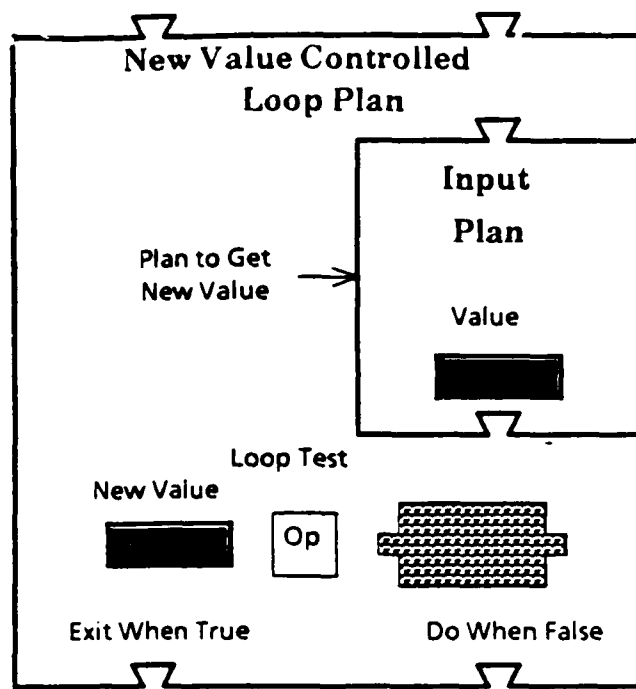 New Value Controlled
Loop Plan
Input
Plan
Plan to Get
New Value
Value
Loop Test
New Value
Op
Exit When True
Do When False